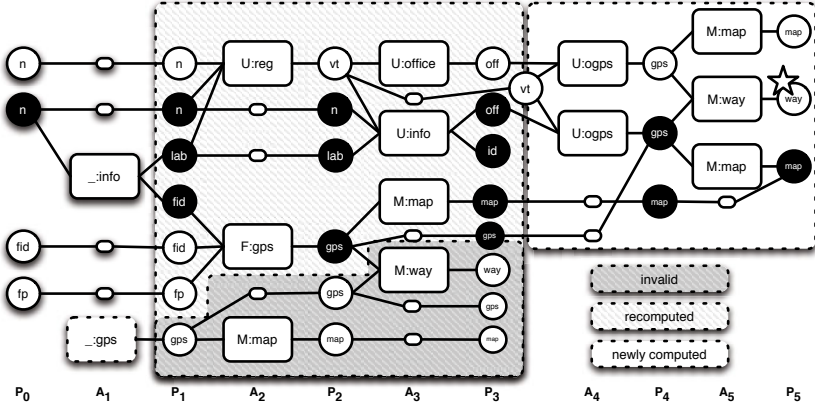 n n U:reg vt U:office off U:ogps gps M:map map
vt
n n n off M:way way
U:info U:ogps gps
lab lab id
_:info M:map map
fid M:map map map
fid fid F:gps gps gps
M:way way
fp fp gps gps
_:gps gps M:map map map
invalid
recomputed
newly computed
P0 A1 P1 A2 P2 A3 P3 A4 P4 A5 P5